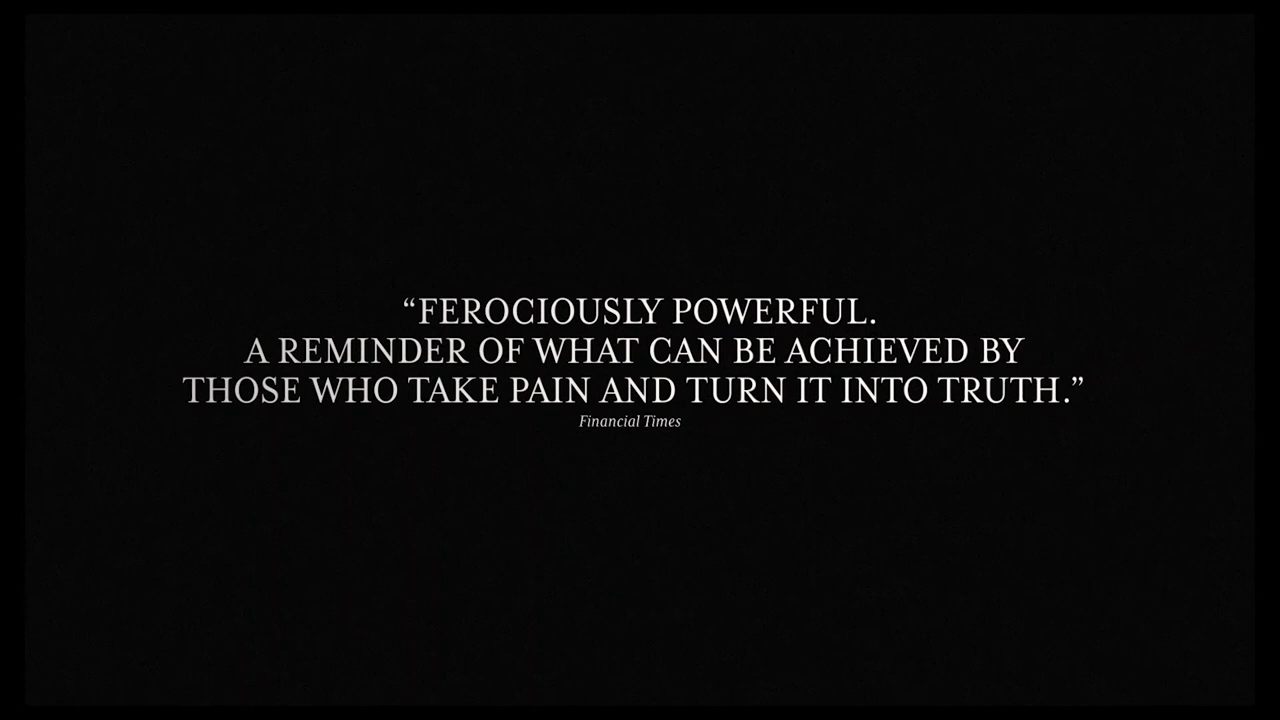 “FEROCIOUSLY POWERFUL.
A REMINDER OF WHAT CAN BE ACHIEVED BY
THOSE WHO TAKE PAIN AND TURN IT INTO TRUTH.”
Financial Times